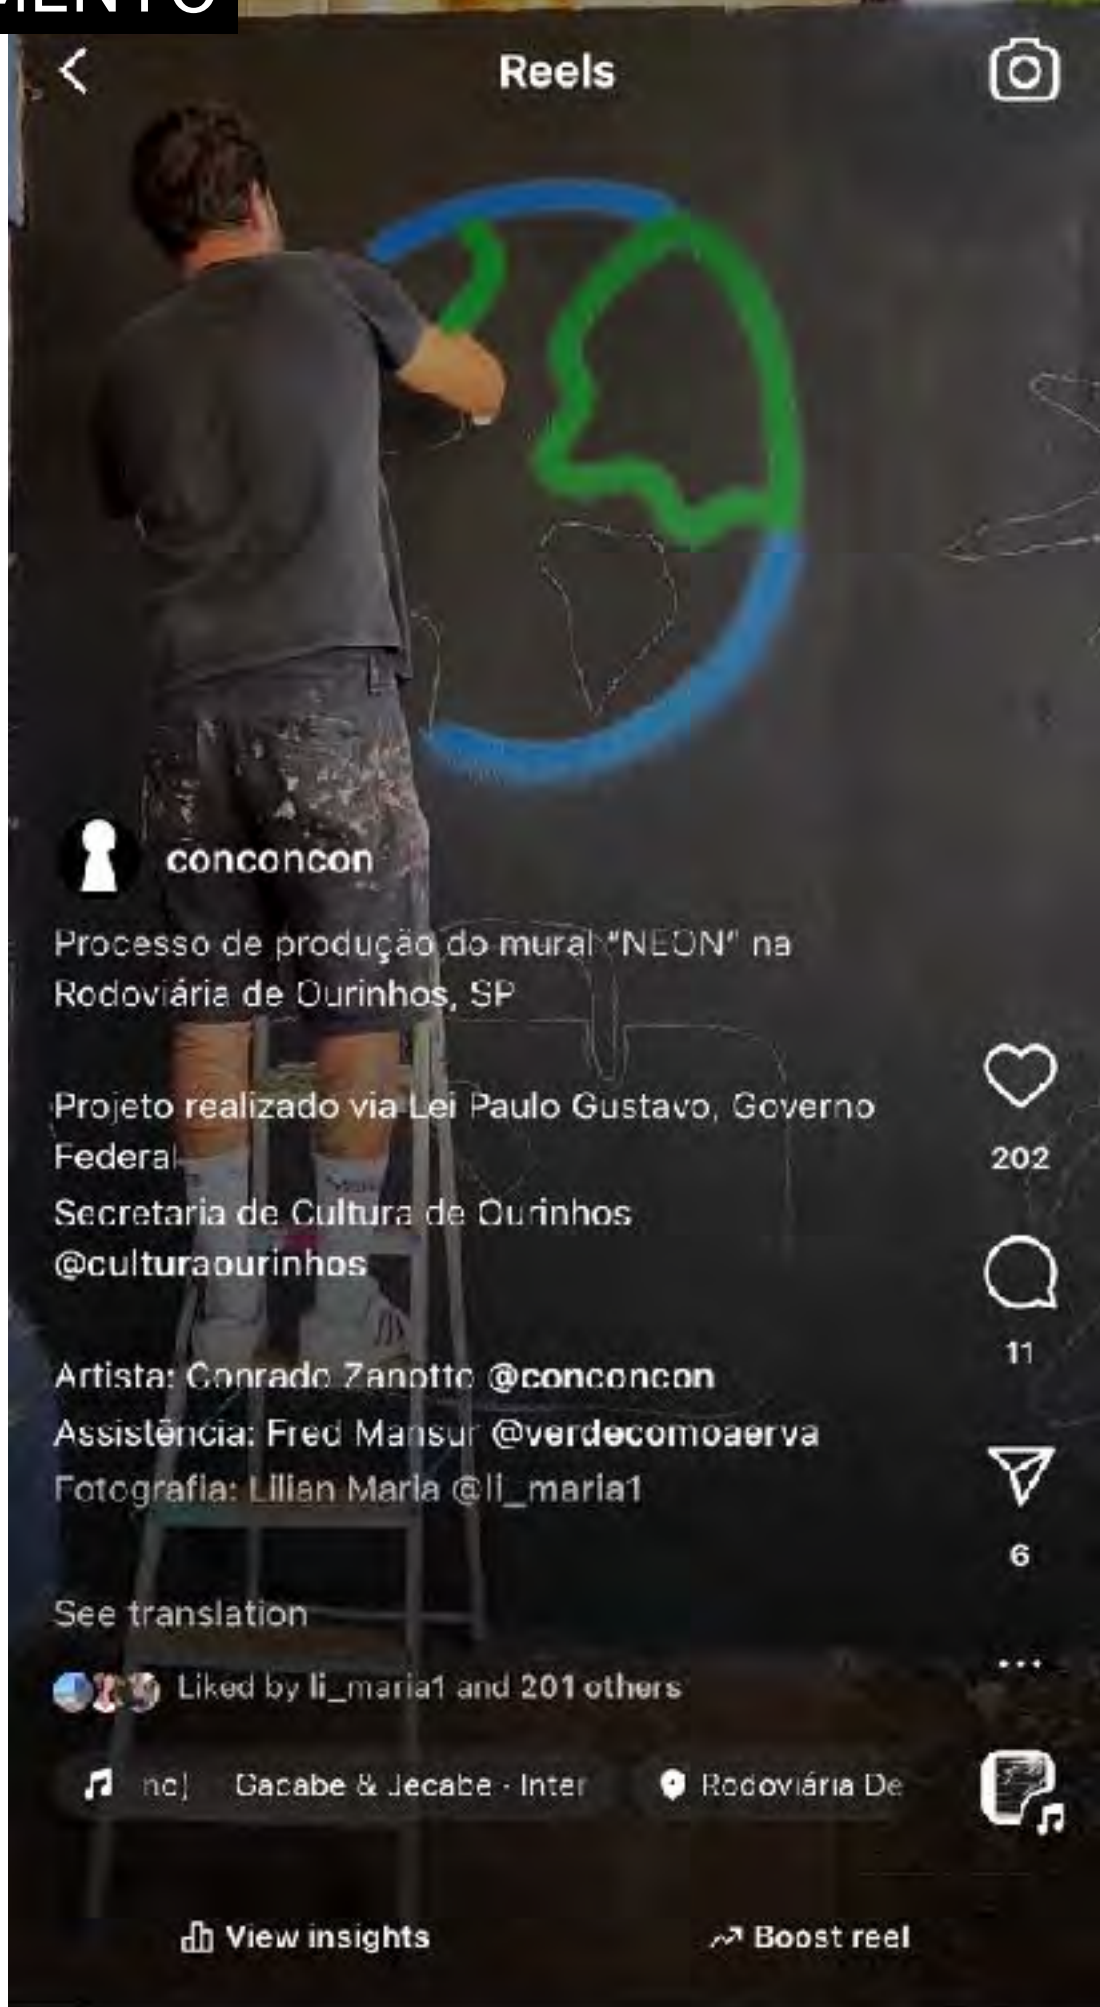 Reels
conconcon
Processo de produção do mural "NEON" na
Rodoviária de Ourinhos, SP
Projeto realizado via Lei Paulo Gustavo, Governo
Federal
Secretaria de Cultura de Ourinhos
@culturaourinhos
Artista: Conrado Zanotto @conconcon
Assistência: Fred Mansur @verdecomoaerva
Fotografia: Lilian Maria @li_maria1
202
11
6
See translation
Liked by li_maria1 and 201 others
Gacabe & Jecabe · Inter
Rodoviária De
View insights
Boost reel